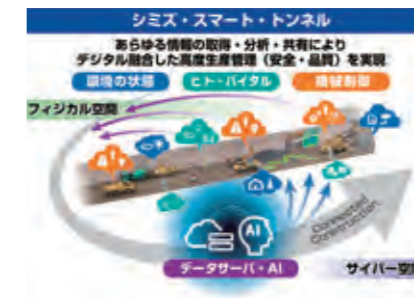 シミズ・スマート・トンネル
あらゆる情報の取得・分析・共有により
デジタル融合した高度生産管理（安全・品質）を実現
環境の状態
ヒト・バイタル
機械制御
フィジカル空間
AI
Connected
Construction
データサーバ・AI
サイバー空間